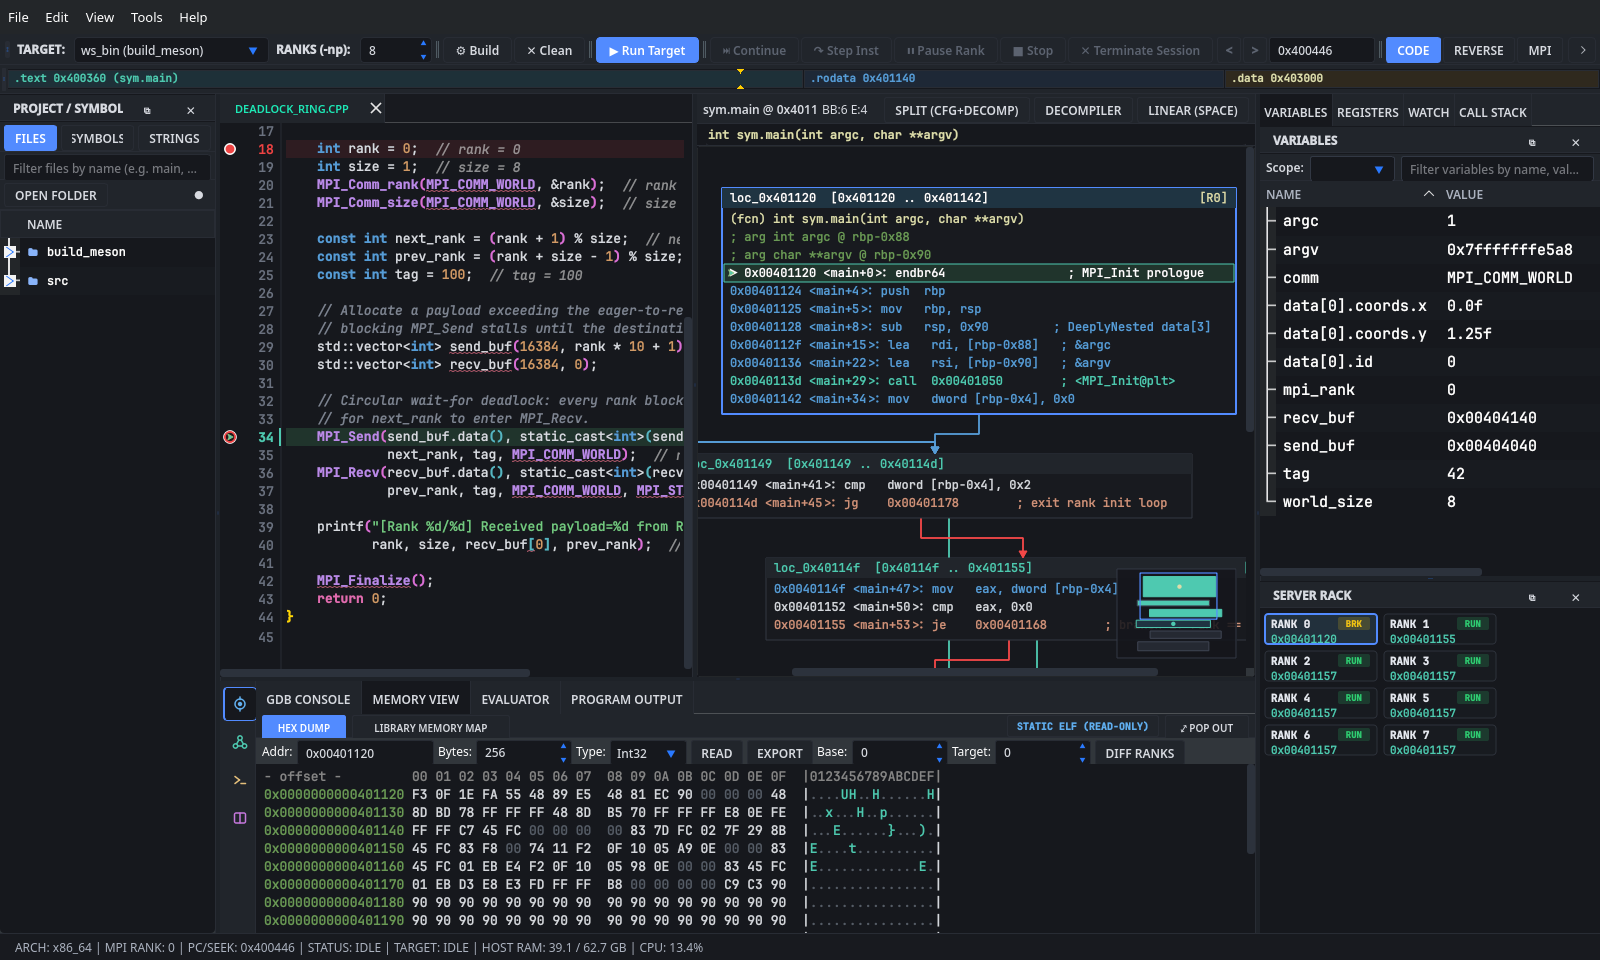 File Edit View Tools Help
TARGET: ws_bin (build_meson) RANKS (-np): 8 Build Clean Run Target Continue Step Inst Pause Rank Stop Terminate Session < > 0x400446 CODE REVERSE MPI
.text 0x400360 (sym.main) .rodata 0x401140 .data 0x403000
PROJECT / SYMBOL
FILES SYMBOLS STRINGS
Filter files by name (e.g. main, ...
OPEN FOLDER
NAME
build_meson
src
DEADLOCK_RING.CPP
17
18 int rank = 0; // rank = 0
19 int size = 1; // size = 8
20 MPI_Comm_rank(MPI_COMM_WORLD, &rank); // rank
21 MPI_Comm_size(MPI_COMM_WORLD, &size); // size
22
23 const int next_rank = (rank + 1) % size; // ne
24 const int prev_rank = (rank + size - 1) % size;
25 const int tag = 100; // tag = 100
26
27 // Allocate a payload exceeding the eager-to-re
28 // blocking MPI_Send stalls until the destinati
29 std::vector<int> send_buf(16384, rank * 10 + 1)
30 std::vector<int> recv_buf(16384, 0);
31
32 // Circular wait-for deadlock: every rank block
33 // for next_rank to enter MPI_Recv.
34 MPI_Send(send_buf.data(), static_cast<int>(send
35 next_rank, tag, MPI_COMM_WORLD); //
36 MPI_Recv(recv_buf.data(), static_cast<int>(recv
37 prev_rank, tag, MPI_COMM_WORLD, MPI_ST
38
39 printf("[Rank %d/%d] Received payload=%d from R
40 rank, size, recv_buf[0], prev_rank); //
41
42 MPI_Finalize();
43 return 0;
44 }
45
sym.main @ 0x4011 BB:6 E:4 SPLIT (CFG+DECOMP) DECOMPILER LINEAR (SPACE)
int sym.main(int argc, char **argv)
loc_0x401120 [0x401120 .. 0x401142] [R0]
(fcn) int sym.main(int argc, char **argv)
; arg int argc @ rbp-0x88
; arg char **argv @ rbp-0x90
0x00401120 <main+0>: endbr64 ; MPI_Init prologue
0x00401124 <main+4>: push rbp
0x00401125 <main+5>: mov rbp, rsp
0x00401128 <main+8>: sub rsp, 0x90 ; DeeplyNested data[3]
0x0040112f <main+15>: lea rdi, [rbp-0x88] ; &argc
0x00401136 <main+22>: lea rsi, [rbp-0x90] ; &argv
0x0040113d <main+29>: call 0x00401050 ; <MPI_Init@plt>
0x00401142 <main+34>: mov dword [rbp-0x4], 0x0
oc_0x401149 [0x401149 .. 0x40114d]
x00401149 <main+41>: cmp dword [rbp-0x4], 0x2
x0040114d <main+45>: jg 0x00401178 ; exit rank init loop
loc_0x40114f [0x40114f .. 0x401155]
0x0040114f <main+47>: mov eax, dword [rbp-0x4]
0x00401152 <main+50>: cmp eax, 0x0
0x00401155 <main+53>: je 0x00401168 ;
GDB CONSOLE MEMORY VIEW EVALUATOR PROGRAM OUTPUT
HEX DUMP LIBRARY MEMORY MAP STATIC ELF (READ-ONLY) POP OUT
Addr: 0x00401120 Bytes: 256 Type: Int32 READ EXPORT Base: 0 Target: 0 DIFF RANKS
- offset - 00 01 02 03 04 05 06 07 08 09 0A 0B 0C 0D 0E 0F |0123456789ABCDEF|
0x0000000000401120 F3 0F 1E FA 55 48 89 E5 48 81 EC 90 00 00 00 48 |....UH..H......H|
0x0000000000401130 8D BD 78 FF FF FF 48 8D B5 70 FF FF FF E8 0E FE |..x...H..p......|
0x0000000000401140 FF FF C7 45 FC 00 00 00 00 83 7D FC 02 7F 29 8B |...E......}...).|
0x0000000000401150 45 FC 83 F8 00 74 11 F2 0F 10 05 A9 0E 00 00 83 |E....t..........|
0x0000000000401160 45 FC 01 EB E4 F2 0F 10 05 98 0E 00 00 83 45 FC |E.............E.|
0x0000000000401170 01 EB D3 E8 E3 FD FF FF B8 00 00 00 00 C9 C3 90 |................|
0x0000000000401180 90 90 90 90 90 90 90 90 90 90 90 90 90 90 90 90 |................|
0x0000000000401190 90 90 90 90 90 90 90 90 90 90 90 90 90 90 90 90 |................|
VARIABLES REGISTERS WATCH CALL STACK
VARIABLES
Scope: Filter variables by name, val...
NAME VALUE
argc 1
argv 0x7fffffffe5a8
comm MPI_COMM_WORLD
data[0].coords.x 0.0f
data[0].coords.y 1.25f
data[0].id 0
mpi_rank 0
recv_buf 0x00404140
send_buf 0x00404040
tag 42
world_size 8
SERVER RACK
RANK 0 BRK RANK 1 RUN
0x00401120 0x00401155
RANK 2 RUN RANK 3 RUN
0x00401157 0x00401157
RANK 4 RUN RANK 5 RUN
0x00401157 0x00401157
RANK 6 RUN RANK 7 RUN
0x00401157 0x00401157
ARCH: x86_64 | MPI RANK: 0 | PC/SEEK: 0x400446 | STATUS: IDLE | TARGET: IDLE | HOST RAM: 39.1 / 62.7 GB | CPU: 13.4%